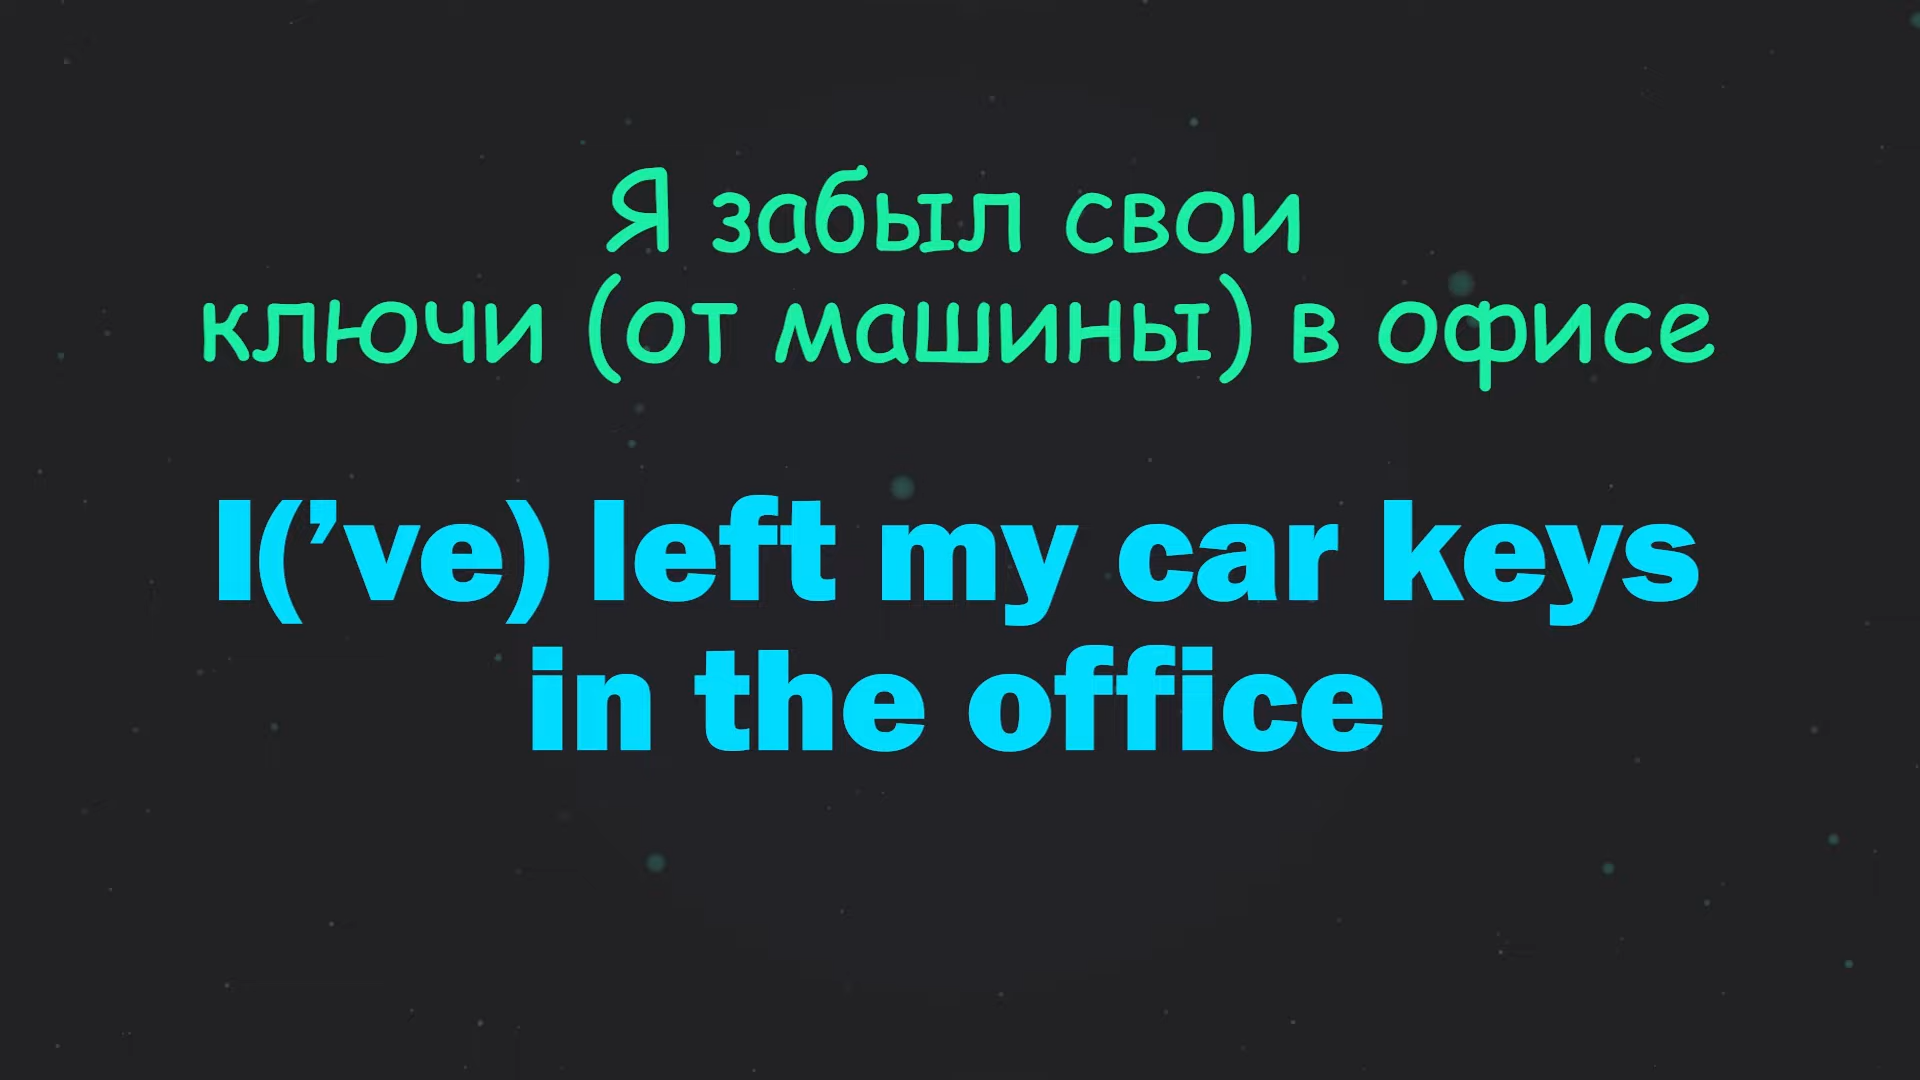 Я забыл свои
ключи (от машины) в офисе
I(’ve) left my car keys
in the office